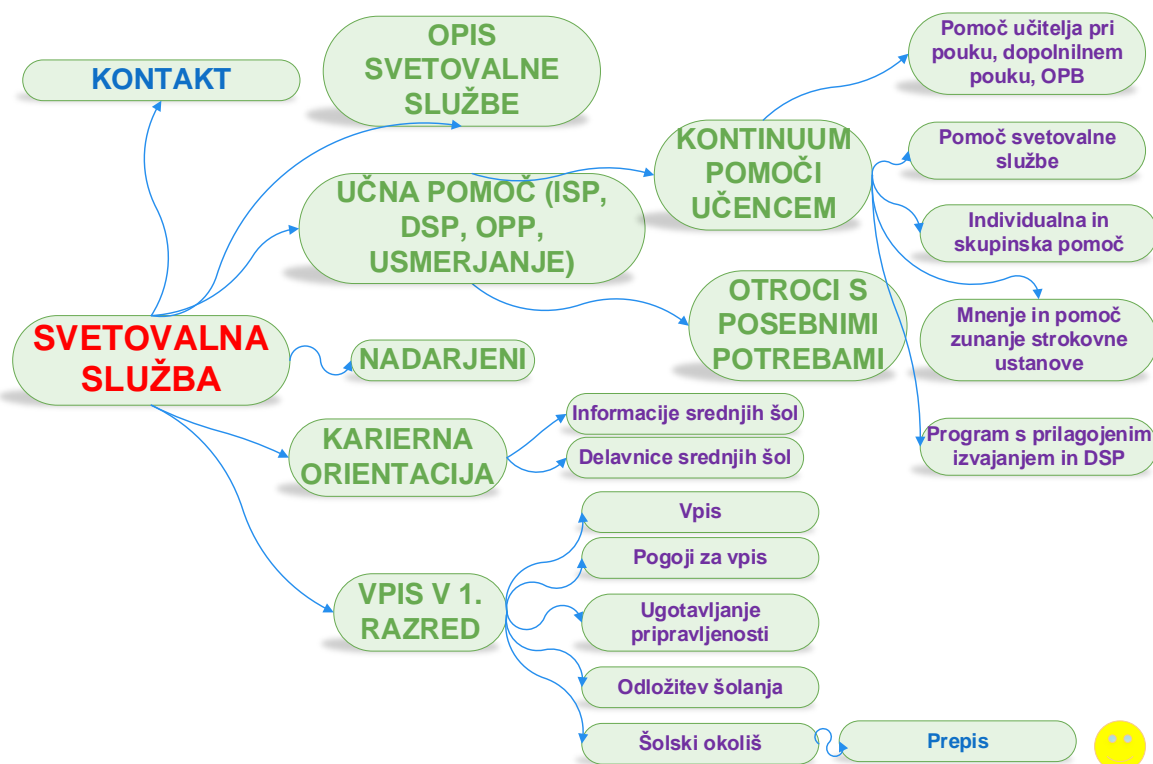 KONTAKT
OPIS
SVETOVALNE
SLUŽBE
UČNA POMOČ (ISP,
DSP, OPP,
USMERJANJE)
KONTINUUM
POMOČI
UČENCEM
Pomoč učitelja pri
pouku, dopolnilnem
pouku, OPB
Pomoč svetovalne
službe
Individualna in
skupinska pomoč
Mnenje in pomoč
zunanje strokovne
ustanove
Program s prilagojenim
izvajanjem in DSP
OTROCI S
POSEBNIMI
POTREBAMI
SVETOVALNA
SLUŽBA
NADARJENI
KARIERNA
ORIENTACIJA
Informacije srednjih šol
Delavnice srednjih šol
VPIS V 1.
RAZRED
Vpis
Pogoji za vpis
Ugotavljanje
pripravljenosti
Odložitev šolanja
Šolski okoliš
Prepis